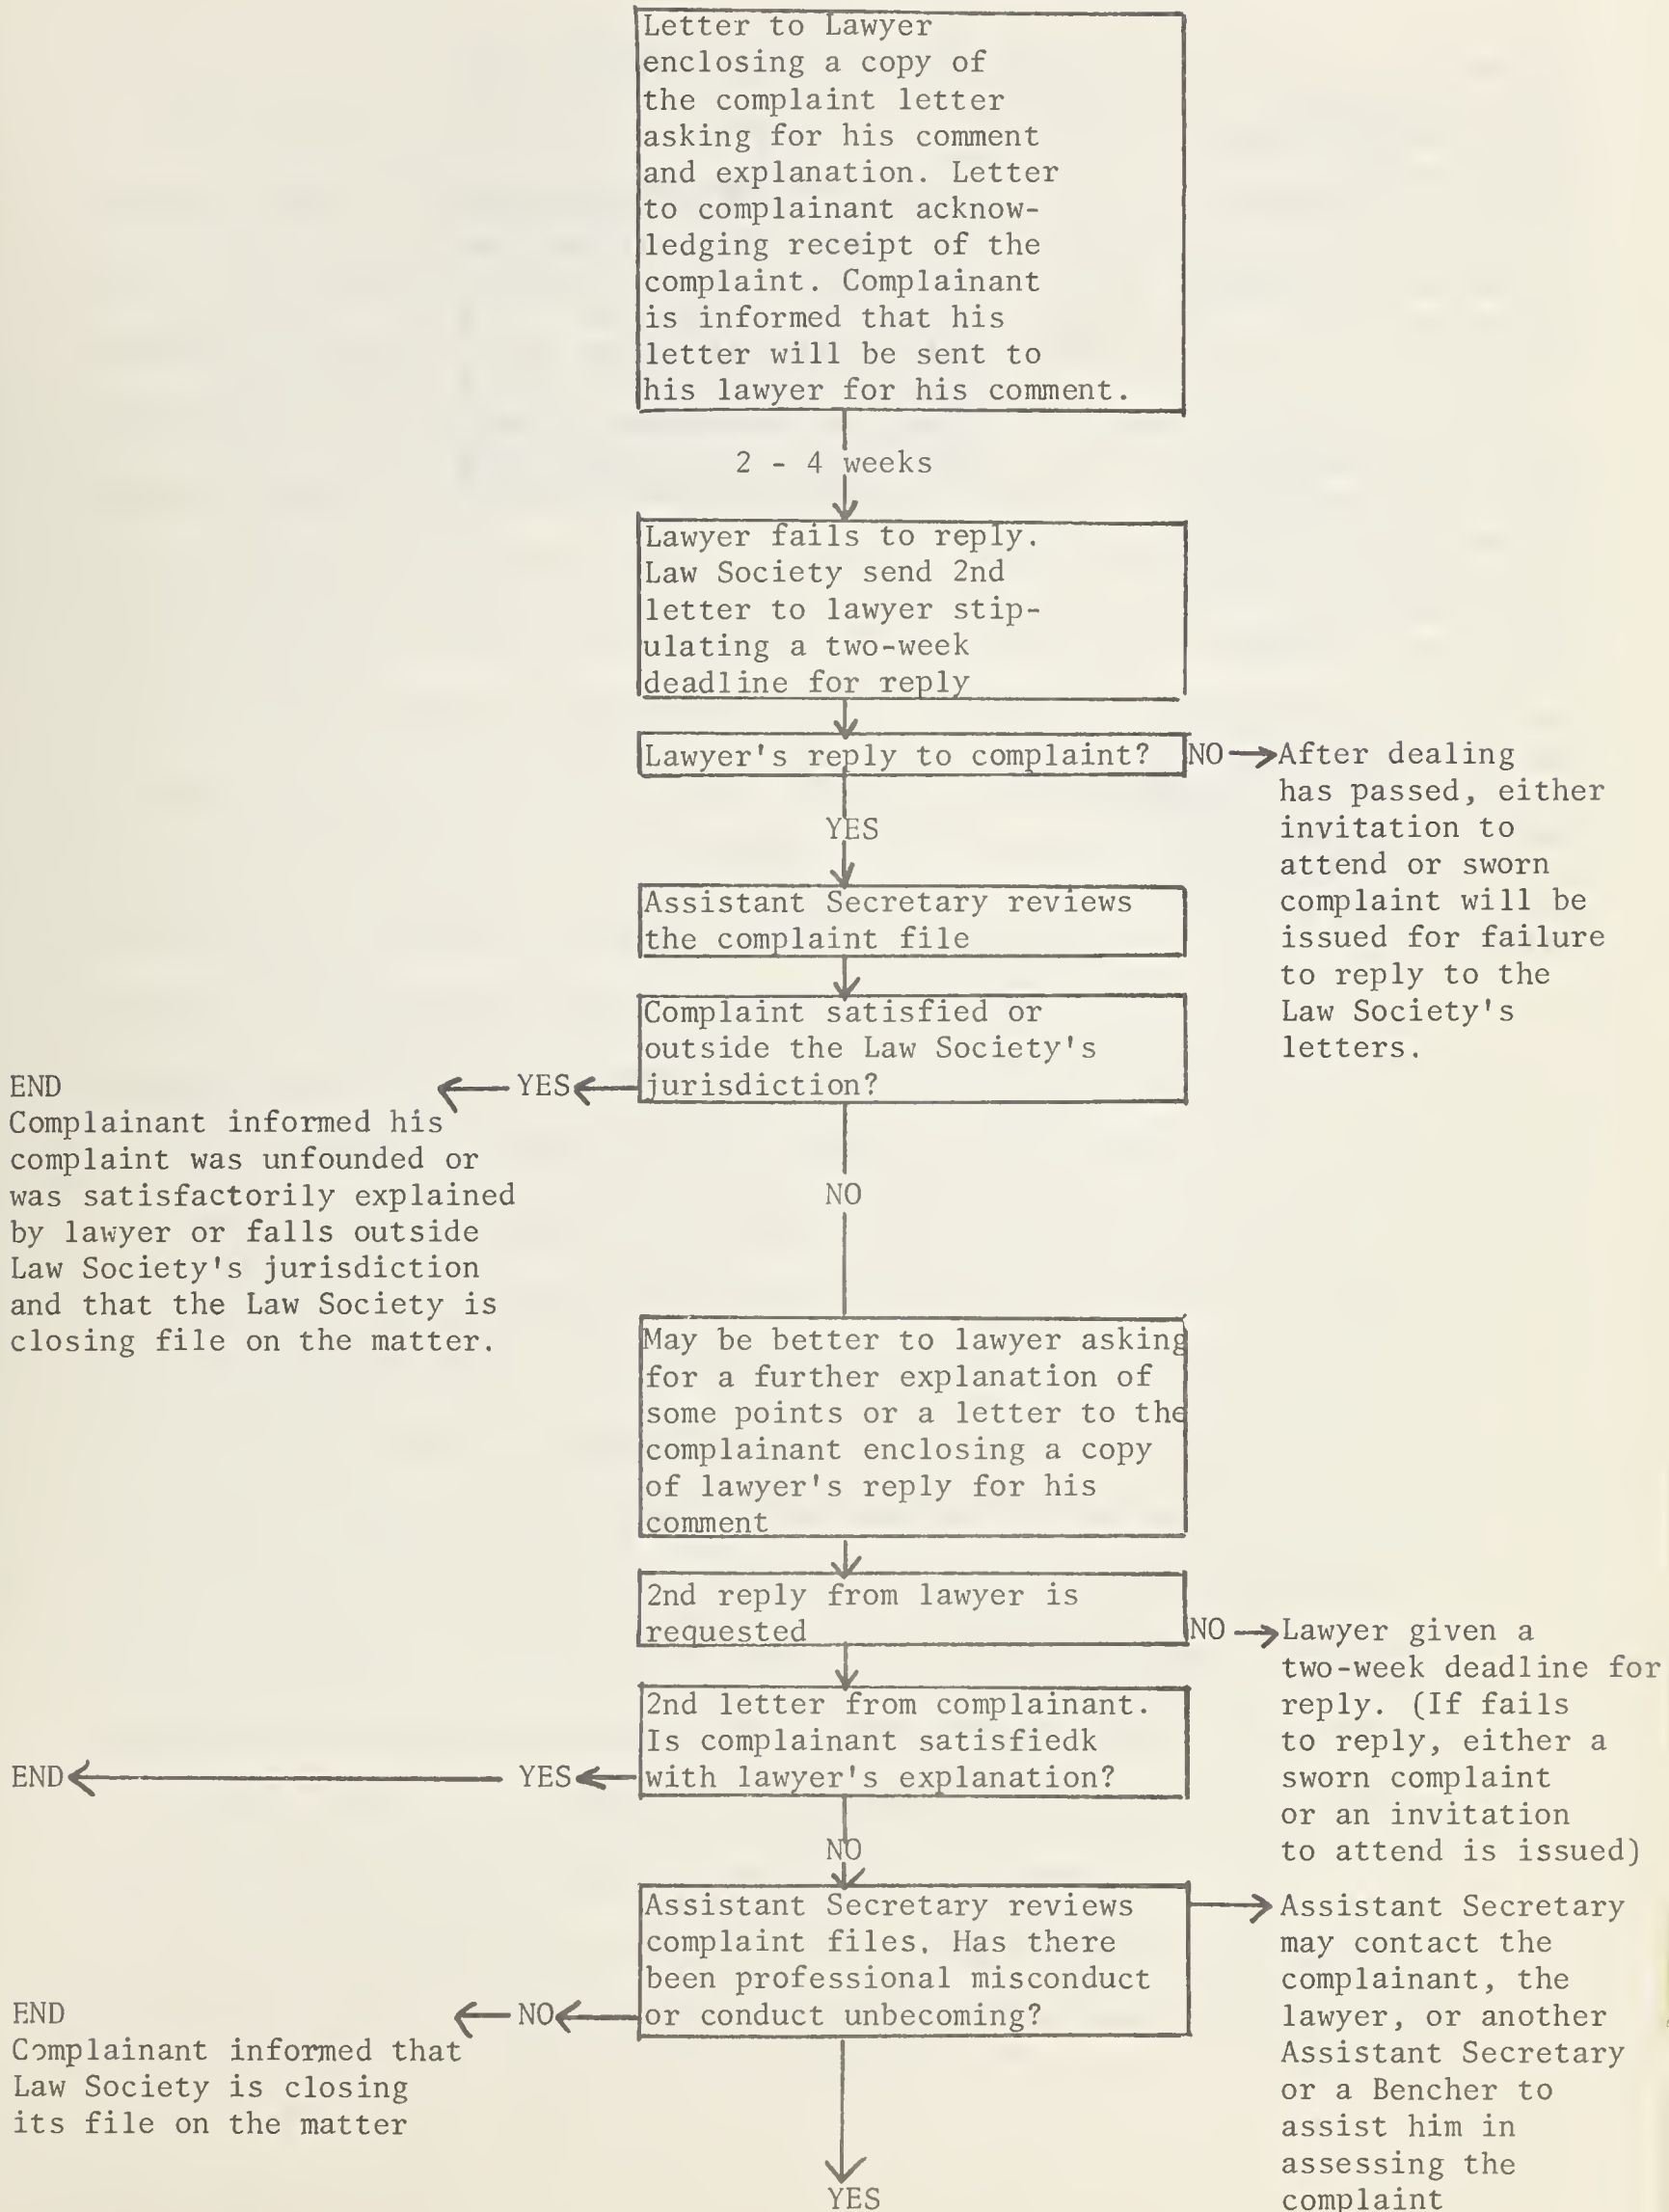 Letter to Lawyer
enclosing a copy of
the complaint letter
asking for his comment
and explanation. Letter
to complainant acknow-
ledging receipt of the
complaint. Complainant
is informed that his
letter will be sent to
his lawyer for his comment.
2 - 4 weeks
Lawyer fails to reply.
Law Society send 2nd
letter to lawyer stip-
ulating a two-week
deadline for reply
Lawyer's reply to complaint?
NO
After dealing
has passed, either
invitation to
attend or sworn
complaint will be
issued for failure
to reply to the
Law Society's
letters.
YES
Assistant Secretary reviews
the complaint file
Complaint satisfied or
outside the Law Society's
jurisdiction?
YES
END
Complainant informed his
complaint was unfounded or
was satisfactorily explained
by lawyer or falls outside
Law Society's jurisdiction
and that the Law Society is
closing file on the matter.
NO
May be better to lawyer asking
for a further explanation of
some points or a letter to the
complainant enclosing a copy
of lawyer's reply for his
comment
2nd reply from lawyer is
requested
NO
Lawyer given a
two-week deadline for
reply. (If fails
to reply, either a
sworn complaint
or an invitation
to attend is issued)
2nd letter from complainant.
Is complainant satisfiedk
with lawyer's explanation?
YES
END
NO
Assistant Secretary reviews
complaint files. Has there
been professional misconduct
or conduct unbecoming?
Assistant Secretary
may contact the
complainant, the
lawyer, or another
Assistant Secretary
or a Bencher to
assist him in
assessing the
complaint
NO
END
Complainant informed that
Law Society is closing
its file on the matter
YES